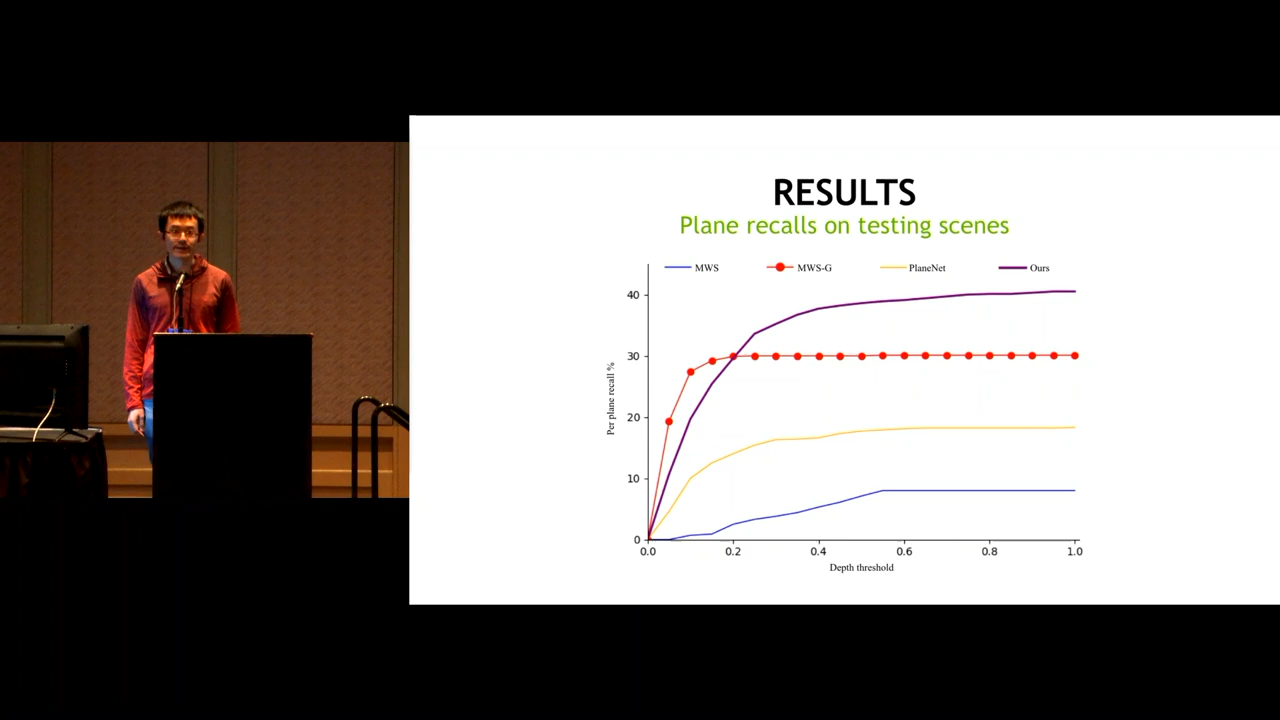 RESULTS
Plane recalls on testing scenes
MWS MWS-G PlaneNet Ours
40
30
20
10
0
Per plane recall %
0.0 0.2 0.4 0.6 0.8 1.0
Depth threshold